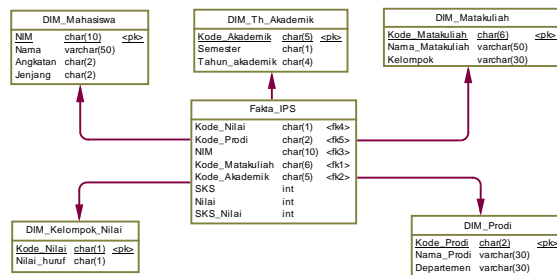 DIM_Mahasiswa
NIM char(10) <pk>
Nama varchar(50)
Angkatan char(2)
Jenjang char(2)
DIM_Th_Akademik
Kode_Akademik char(5) <pk>
Semester char(1)
Tahun_akademik char(4)
DIM_Matakuliah
Kode_Matakuliah char(6) <pk>
Nama_Matakuliah varchar(50)
Kelompok varchar(30)
Fakta_IPS
Kode_Nilai char(1) <fk4>
Kode_Prodi char(2) <fk5>
NIM char(10) <fk3>
Kode_Matakuliah char(6) <fk1>
Kode_Akademik char(5) <fk2>
SKS int
Nilai int
SKS_Nilai int
DIM_Kelompok_Nilai
Kode_Nilai char(1) <pk>
Nilai_huruf char(1)
DIM_Prodi
Kode_Prodi char(2) <pk>
Nama_Prodi varchar(30)
Departemen varchar(30)